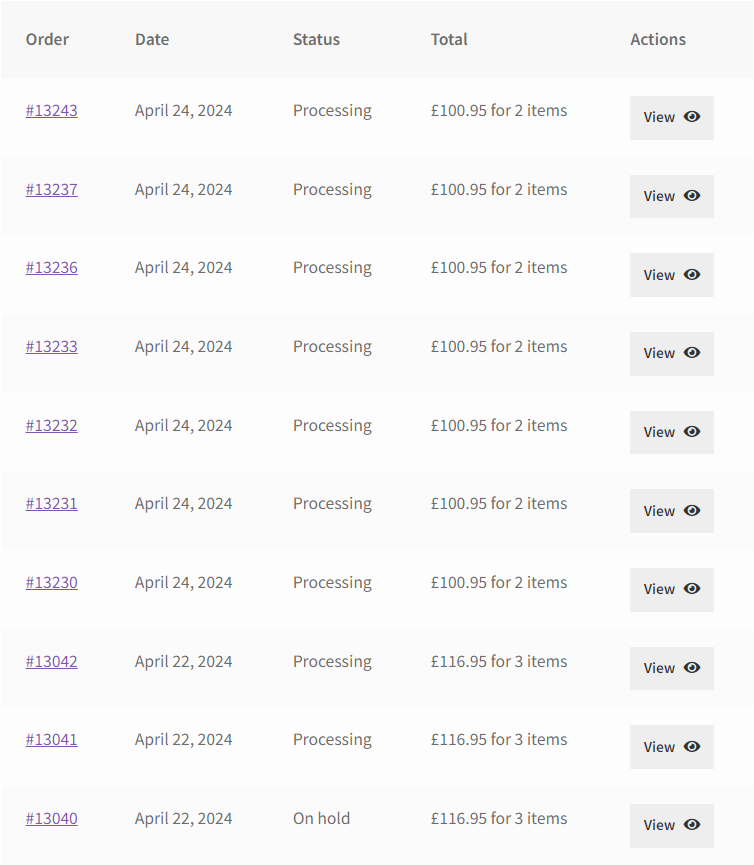 Order Date Status Total Actions
#13243 April 24, 2024 Processing £100.95 for 2 items View
#13237 April 24, 2024 Processing £100.95 for 2 items View
#13236 April 24, 2024 Processing £100.95 for 2 items View
#13233 April 24, 2024 Processing £100.95 for 2 items View
#13232 April 24, 2024 Processing £100.95 for 2 items View
#13231 April 24, 2024 Processing £100.95 for 2 items View
#13230 April 24, 2024 Processing £100.95 for 2 items View
#13042 April 22, 2024 Processing £116.95 for 3 items View
#13041 April 22, 2024 Processing £116.95 for 3 items View
#13040 April 22, 2024 On hold £116.95 for 3 items View